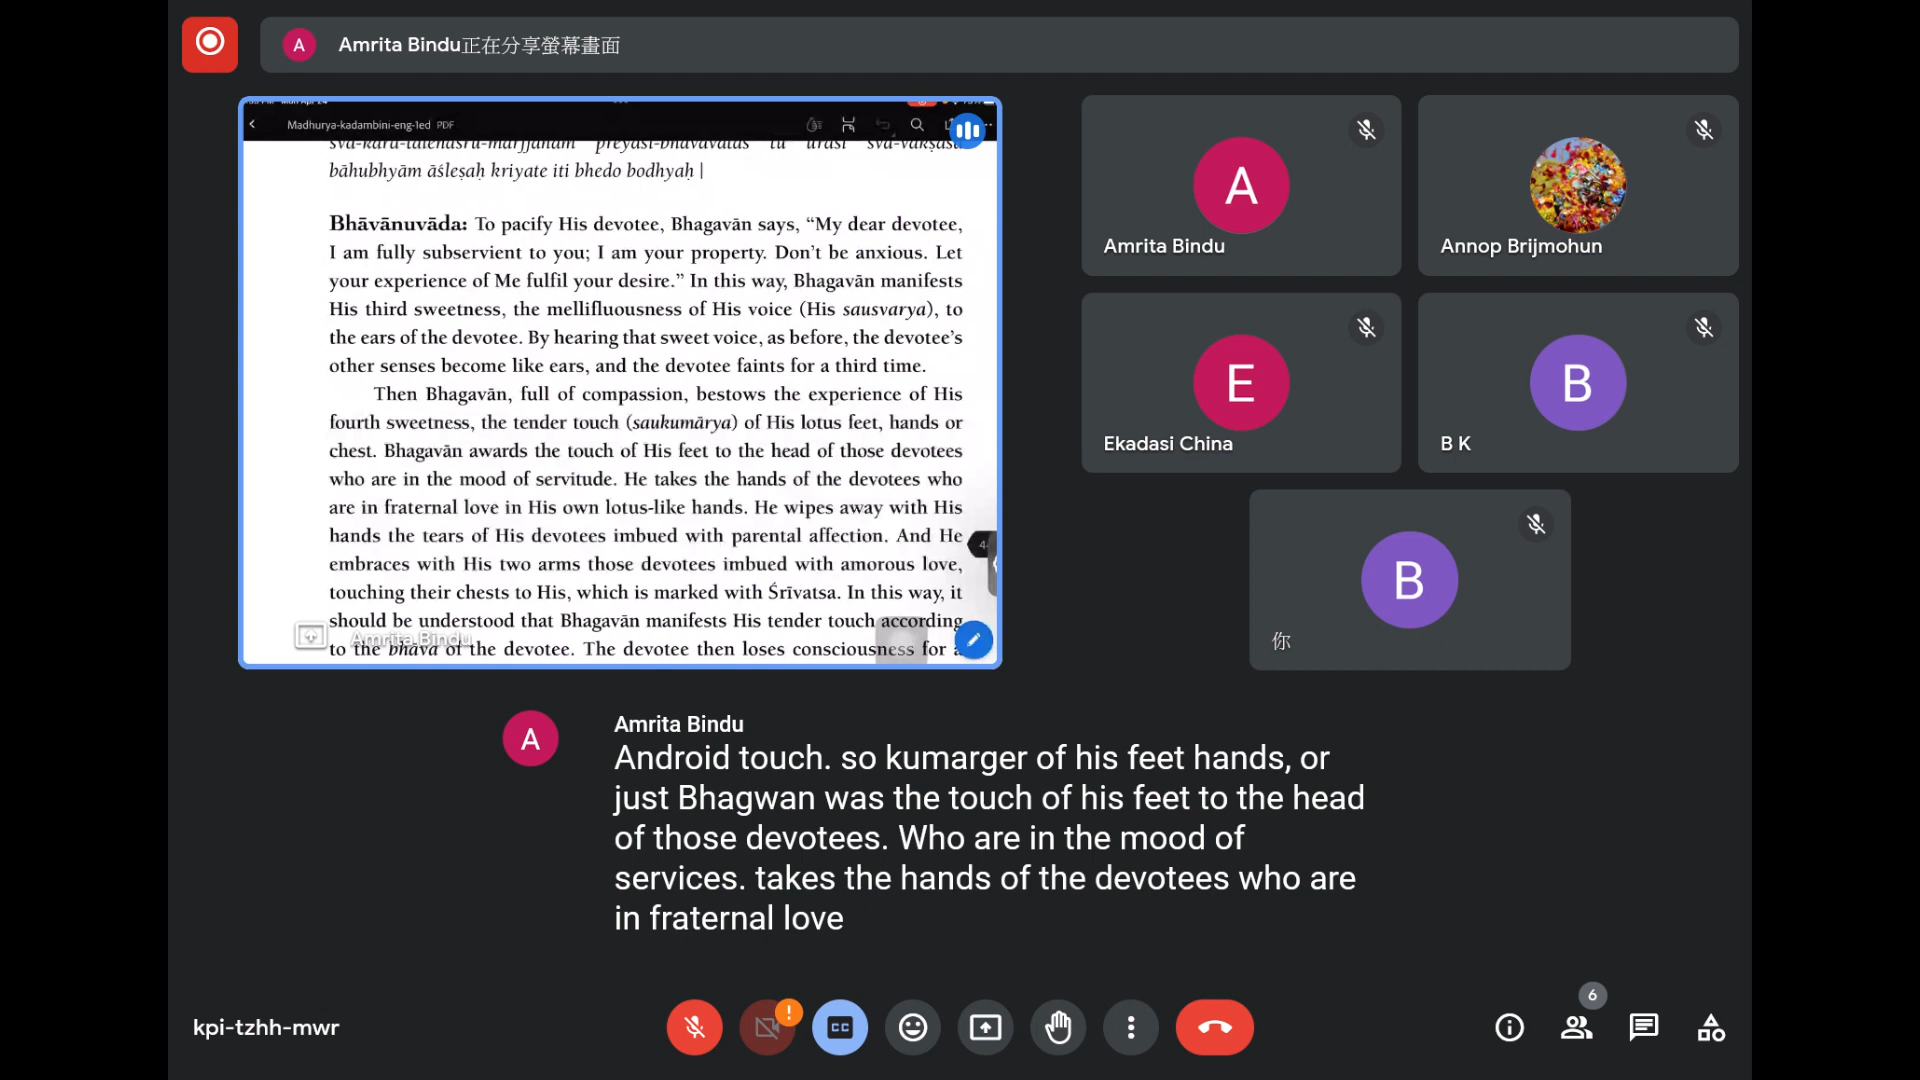 A Amrita Bindu正在分享螢幕畫面
Madhurya-kadambini-eng-1ed PDF
bāhubhyām āśleṣaḥ kriyate iti bhedo bodhyaḥ |
Bhāvānuvāda: To pacify His devotee, Bhagavān says, “My dear devotee,
I am fully subservient to you; I am your property. Don’t be anxious. Let
your experience of Me fulfil your desire.” In this way, Bhagavān manifests
His third sweetness, the mellifluousness of His voice (His sausvarya), to
the ears of the devotee. By hearing that sweet voice, as before, the devotee’s
other senses become like ears, and the devotee faints for a third time.
Then Bhagavān, full of compassion, bestows the experience of His
fourth sweetness, the tender touch (saukumārya) of His lotus feet, hands or
chest. Bhagavān awards the touch of His feet to the head of those devotees
who are in the mood of servitude. He takes the hands of the devotees who
are in fraternal love in His own lotus-like hands. He wipes away with His
hands the tears of His devotees imbued with parental affection. And He
embraces with His two arms those devotees imbued with amorous love,
touching their chests to His, which is marked with Śrīvatsa. In this way, it
should be understood that Bhagavān manifests His tender touch according
to the bhāva of the devotee. The devotee then loses consciousness for a
Amrita Bindu
A
Amrita Bindu
Annop Brijmohun
E
Ekadasi China
B
B K
B
你
A
Amrita Bindu
Android touch. so kumarger of his feet hands, or
just Bhagwan was the touch of his feet to the head
of those devotees. Who are in the mood of
services. takes the hands of the devotees who are
in fraternal love
kpi-tzhh-mwr
CC
6